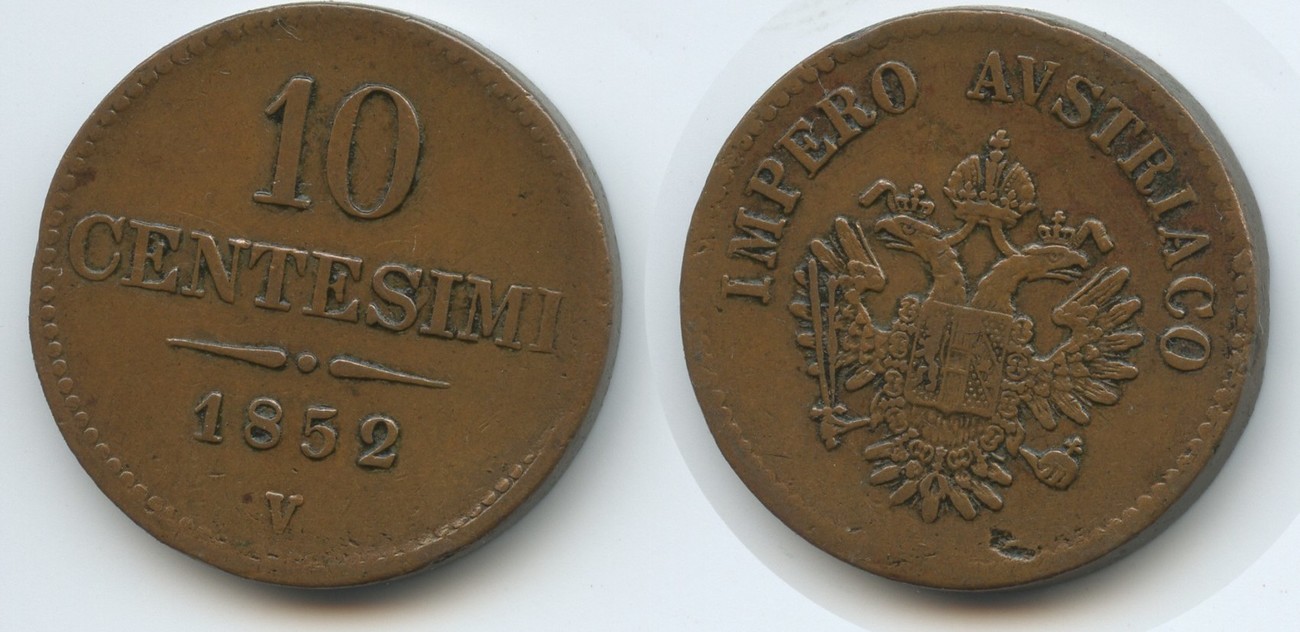 10
CENTESIMI
1852
V
IMPERO AVSTRIACO